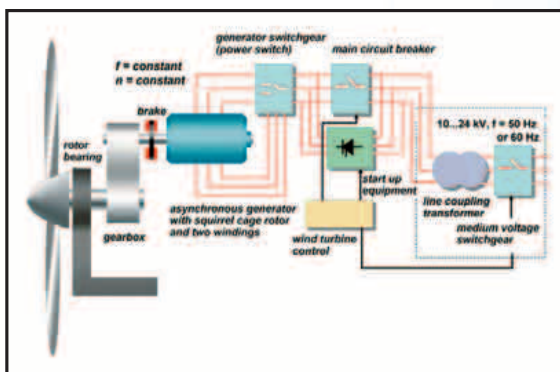 generator switchgear
(power switch)
main circuit breaker
f = constant
n = constant
brake
10...24 kV, f = 50 Hz
or 60 Hz
rotor
bearing
start up
equipment
line coupling
transformer
asynchronous generator
with squirrel cage rotor
and two windings
gearbox
wind turbine
control
medium voltage
switchgear